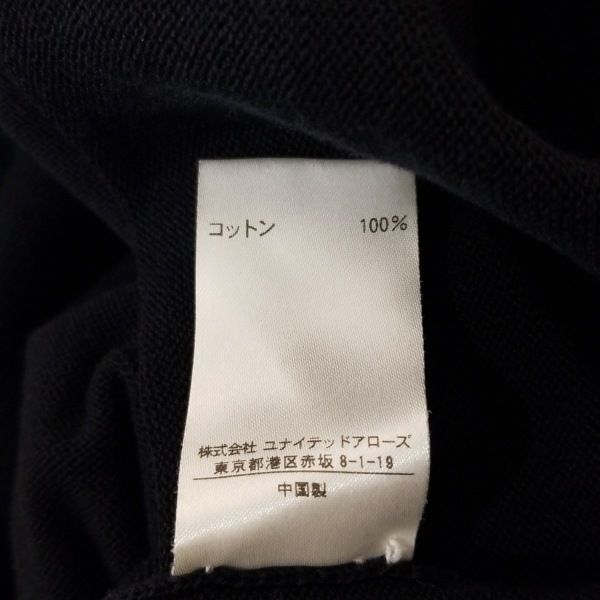 コットン 100%
株式会社 ユナイテッドアローズ
東京都港区赤坂 8-1-19
中国製